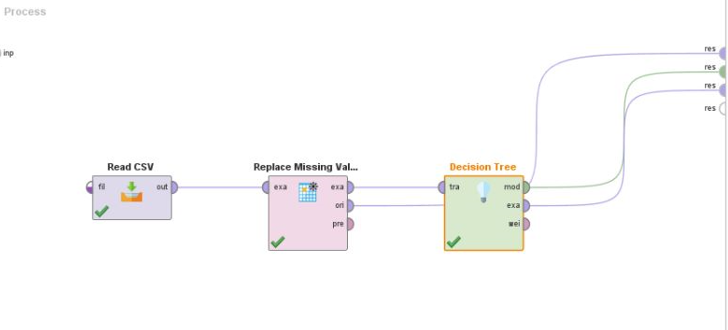 Process
inp
res
res
res
res
Read CSV
Replace Missing Val...
Decision Tree
fil
out
exa
exa
ori
pre
tra
mod
exa
wei